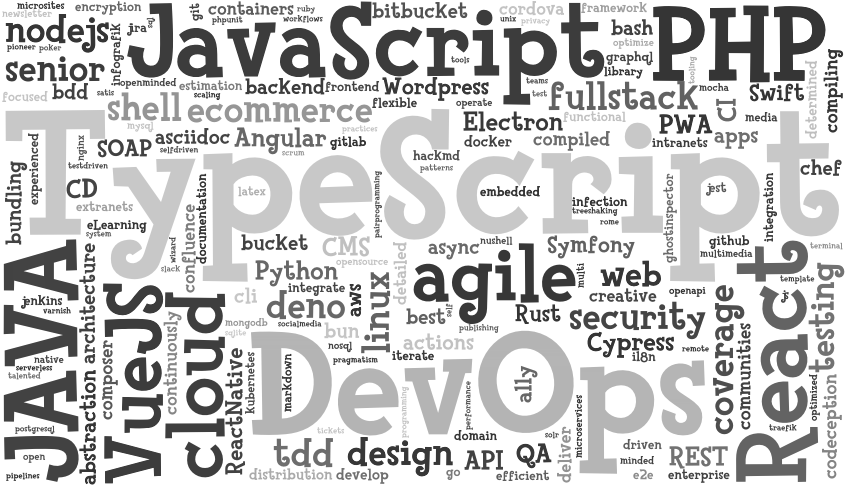 microsites
encryption
git
containers
ruby
phpunit
workflows
bitbucket
unix
cordova
privacy
framework
newsletter
nodejs
jira
sql
JavaScript
PHP
bash
optimize
pioneer
poker
infografik
tools
graphql
library
tooling
compiling
senior
openminded
estimation
scaling
backend
frontend
Wordpress
teams
test
fullstack
mocha
Swift
determined
focused
bdd
satis
shell
ecommerce
flexible
operate
CI
media
mysql
asciidoc
Angular
practices
gitlab
Electron
functional
PWA
experienced
nginx
SOAP
selfdriven
scrum
docker
compiled
intranets
apps
hackmd
patterns
testdriven
TypeScript
chef
bundling
CD
latex
pairprogramming
embedded
infection
treeshaking
rome
jest
integration
extranets
documentation
ghostinspector
eLearning
system
confluence
wizard
slack
bucket
CMS
opensource
detailed
async
nushell
Symfony
github
multimedia
terminal
JAVA
abstraction
architecture
Python
integrate
agile
multi
web
creative
openapi
template
js
jenkins
varnish
VueJS
cloud
cli
deno
socialmedia
aws
linux
best
self
publishing
Rust
security
React
testing
continuously
mongodb
sqlite
bun
nosql
pragmatism
actions
iterate
Cypress
il8n
remote
coverage
communities
native
serverless
talented
composer
ReactNative
Kubernetes
markdown
DevOps
ally
optimized
postgresql
programming
performance
microservices
traefik
codeception
open
pipelines
tickets
tdd
design
domain
solr
API
QA
deliver
driven
minded
REST
distribution
develop
go
efficient
e2e
enterprise